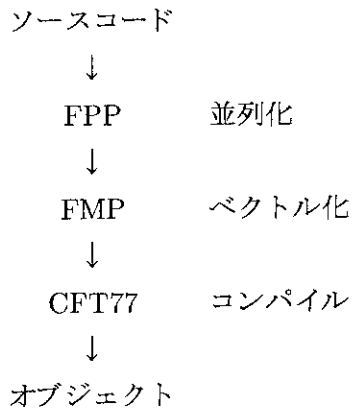 ソースコード
↓
FPP 並列化
↓
FMP ベクトル化
↓
CFT77 コンパイル
↓
オブジェクト